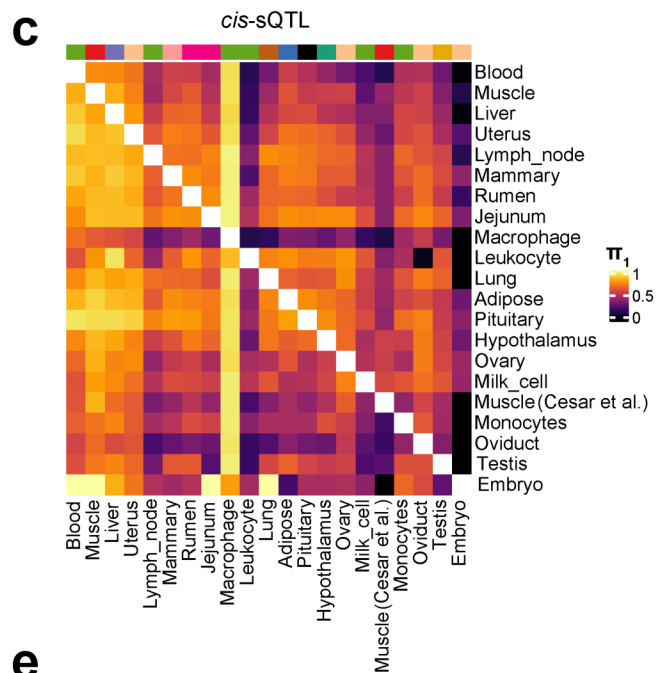 c
cis-sQTL
Blood
Muscle
Liver
Uterus
Lymph_node
Mammary
Rumen
Jejunum
Macrophage
Leukocyte
Lung
Adipose
Pituitary
Hypothalamus
Ovary
Milk_cell
Muscle (Cesar et al.)
Monocytes
Oviduct
Testis
Embryo
π1
1
0.5
0
Blood
Muscle
Liver
Uterus
Lymph_node
Mammary
Rumen
Jejunum
Macrophage
Leukocyte
Lung
Adipose
Pituitary
Hypothalamus
Ovary
Milk_cell
Muscle (Cesar et al.)
Monocytes
Oviduct
Testis
Embryo
e